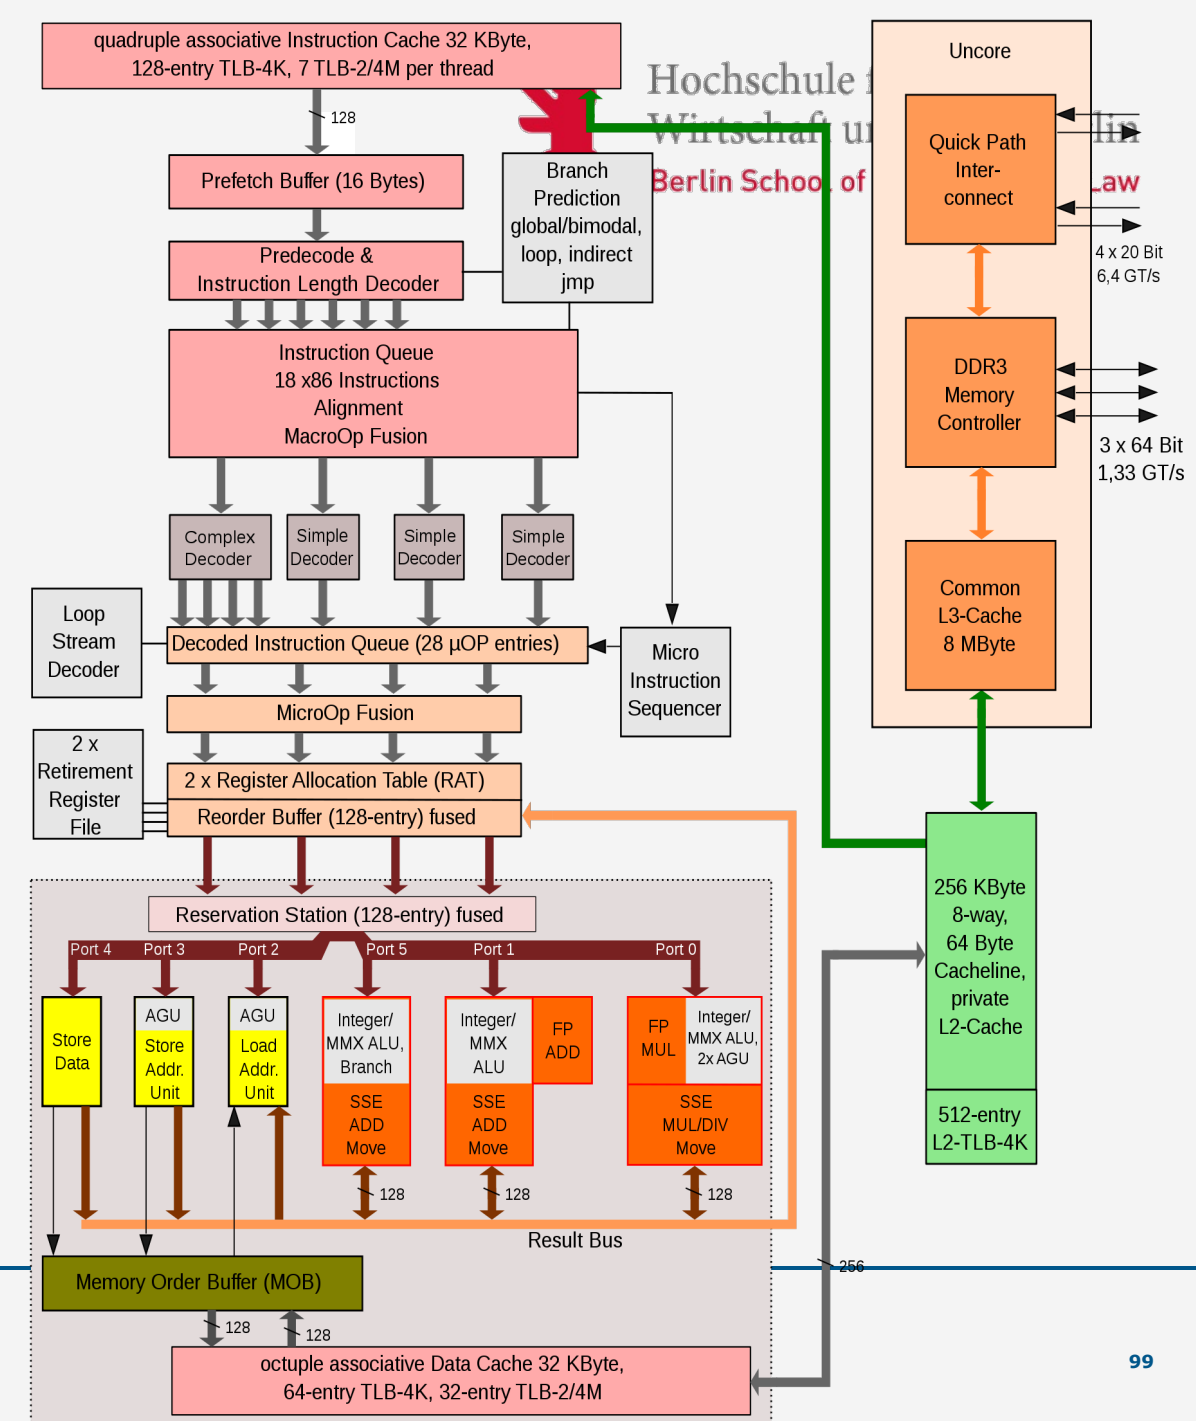 quadruple associative Instruction Cache 32 KByte,
128-entry TLB-4K, 7 TLB-2/4M per thread
Uncore
Hochschule
Wirtschaft
lin
Berlin School of
Law
128
Prefetch Buffer (16 Bytes)
Branch
Prediction
global/bimodal,
loop, indirect
jmp
Quick Path
Inter-
connect
4 x 20 Bit
6,4 GT/s
Predecode &
Instruction Length Decoder
Instruction Queue
18 x86 Instructions
Alignment
MacroOp Fusion
DDR3
Memory
Controller
3 x 64 Bit
1,33 GT/s
Complex
Decoder
Simple
Decoder
Simple
Decoder
Simple
Decoder
Common
L3-Cache
8 MByte
Loop
Stream
Decoder
Decoded Instruction Queue (28 µOP entries)
Micro
Instruction
Sequencer
MicroOp Fusion
2 x
Retirement
Register
File
2 x Register Allocation Table (RAT)
Reorder Buffer (128-entry) fused
256 KByte
8-way,
64 Byte
Cacheline,
private
L2-Cache
512-entry
L2-TLB-4K
Reservation Station (128-entry) fused
Port 4
Port 3
Port 2
Port 5
Port 1
Port 0
Store
Data
AGU
Store
Addr.
Unit
AGU
Load
Addr.
Unit
Integer/
MMX ALU,
Branch
SSE
ADD
Move
Integer/
MMX
ALU
FP
ADD
SSE
ADD
Move
FP
MUL
Integer/
MMX ALU,
2x AGU
SSE
MUL/DIV
Move
128
128
128
Result Bus
256
Memory Order Buffer (MOB)
128
128
octuple associative Data Cache 32 KByte,
64-entry TLB-4K, 32-entry TLB-2/4M
99